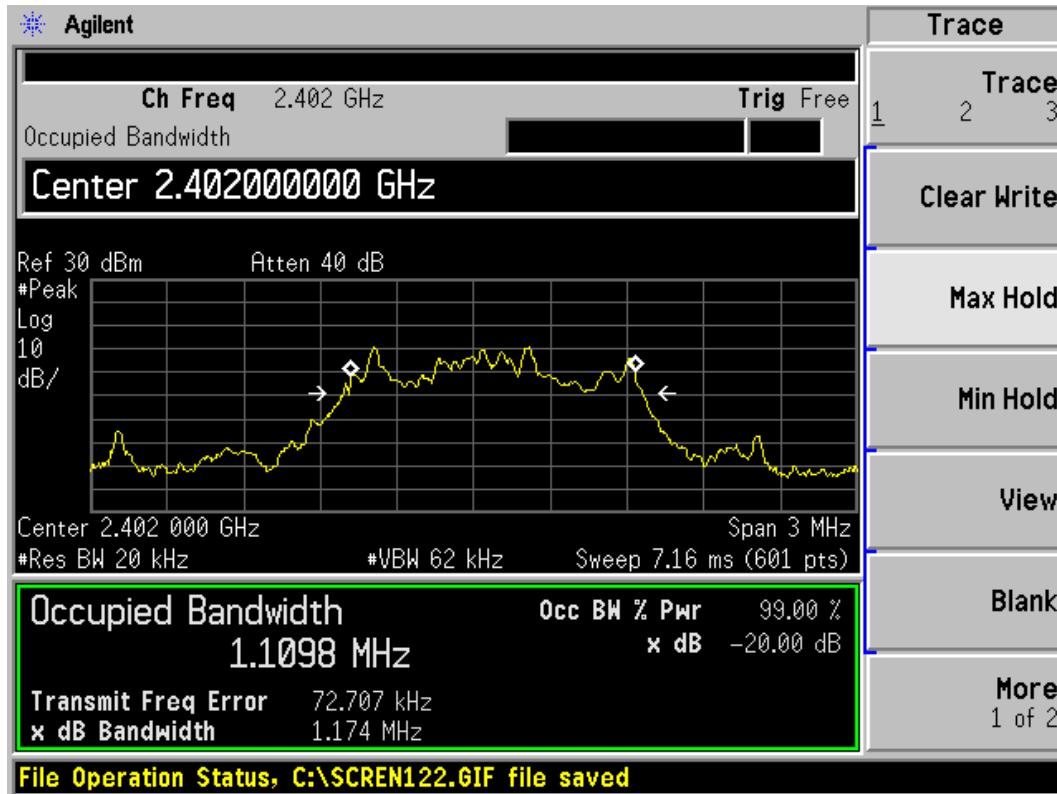 Agilent
Trace
Ch Freq 2.402 GHz Trig Free
Occupied Bandwidth
Center 2.402000000 GHz
Ref 30 dBm Atten 40 dB
#Peak
Log
10
dB/
Center 2.402 000 GHz Span 3 MHz
#Res BW 20 kHz #VBW 62 kHz Sweep 7.16 ms (601 pts)
Occupied Bandwidth
1.1098 MHz
Occ BW % Pwr 99.00 %
x dB -20.00 dB
Transmit Freq Error 72.707 kHz
x dB Bandwidth 1.174 MHz
File Operation Status, C:\SCREN122.GIF file saved
Trace
1 2 3
Clear Write
Max Hold
Min Hold
View
Blank
More
1 of 2